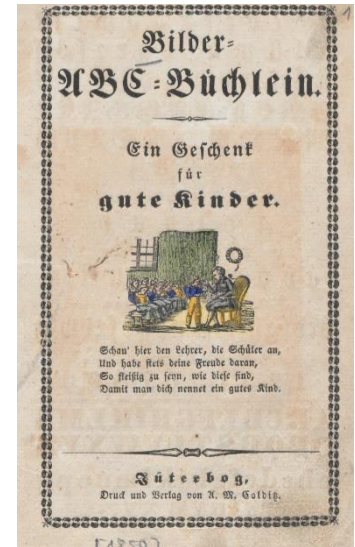 1
Bilder-
ABC-Büchlein.
Ein Geschenk
für
gute Kinder.
Schau' hier den Lehrer, die Schüler an,
Und habe stets deine Freude daran,
So fleißig zu seyn, wie diese sind,
Damit man dich nennet ein gutes Kind.
Jüterbog,
Druck und Verlag von A. M. Colditz.